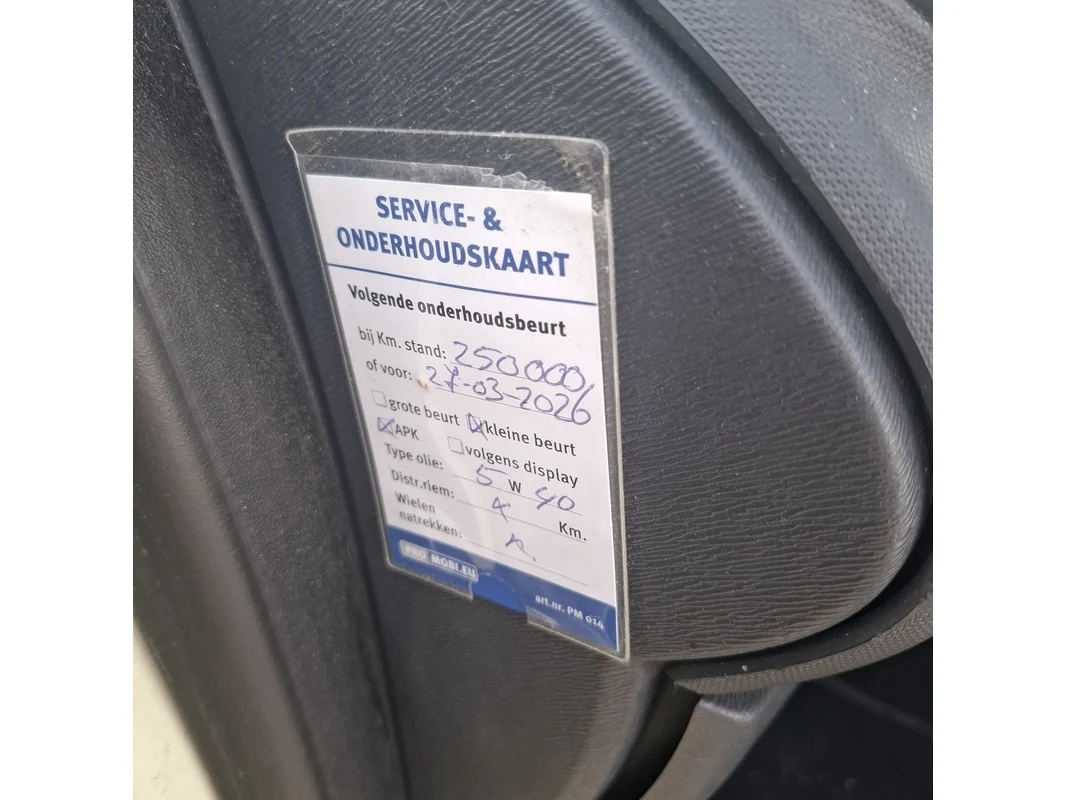 SERVICE- &
ONDERHOUDSKAART
Volgende onderhoudsbeurt
bij Km. stand: 250000,
of voor: 27-03-2026
grote beurt kleine beurt
APK volgens display
Type olie: 5 W 40
Distr.riem: Km.
Wielen
natrekken:
PRO MOBI.EU
art.nr. PM 014